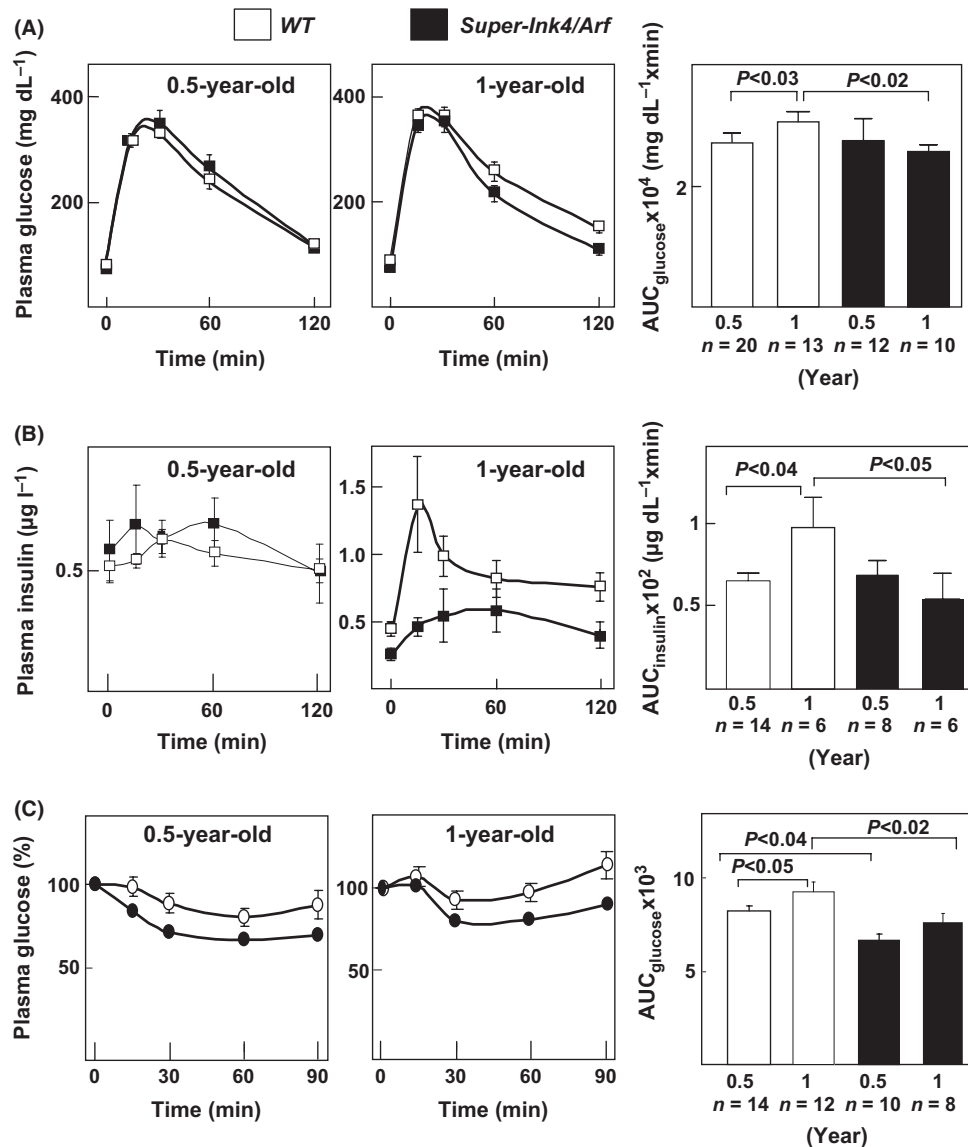 (A)
WT
Super-Ink4/Arf
0.5-year-old
1-year-old
Plasma glucose (mg dL⁻¹)
400
200
0
60
120
Time (min)
400
200
0
60
120
Time (min)
P<0.03
P<0.02
AUCglucose×10⁴ (mg dL⁻¹xmin)
2
0.5
1
0.5
1
n = 20
n = 13
n = 12
n = 10
(Year)
(B)
0.5-year-old
1-year-old
Plasma insulin (µg l⁻¹)
0.5
0
60
120
Time (min)
1.5
1.0
0.5
0
60
120
Time (min)
P<0.04
P<0.05
AUCinsulin×10² (µg dL⁻¹xmin)
1
0.5
0.5
1
0.5
1
n = 14
n = 6
n = 8
n = 6
(Year)
(C)
0.5-year-old
1-year-old
Plasma glucose (%)
100
50
0
30
60
90
Time (min)
100
50
0
30
60
90
Time (min)
P<0.02
P<0.04
P<0.05
AUCglucose×10³
10
5
0.5
1
0.5
1
n = 14
n = 12
n = 10
n = 8
(Year)